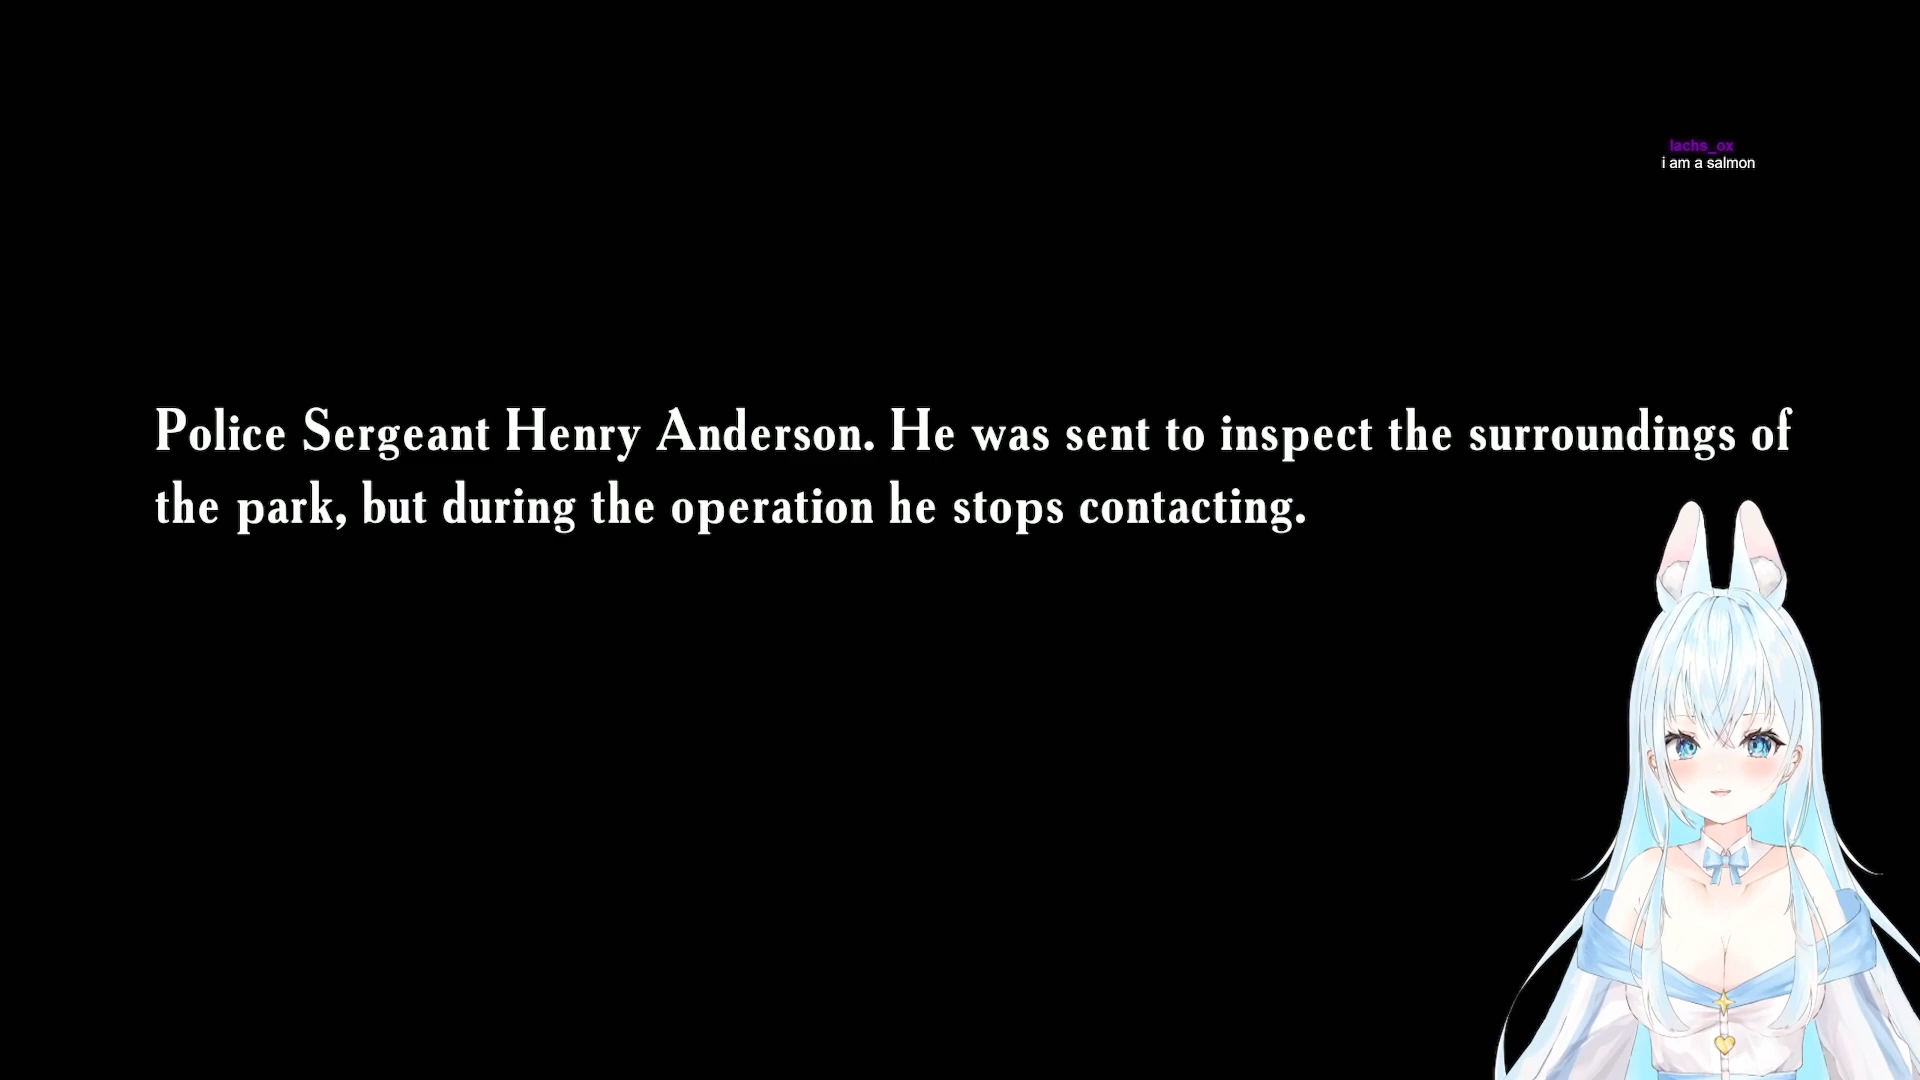 lachs_ox
i am a salmon
Police Sergeant Henry Anderson. He was sent to inspect the surroundings of
the park, but during the operation he stops contacting.